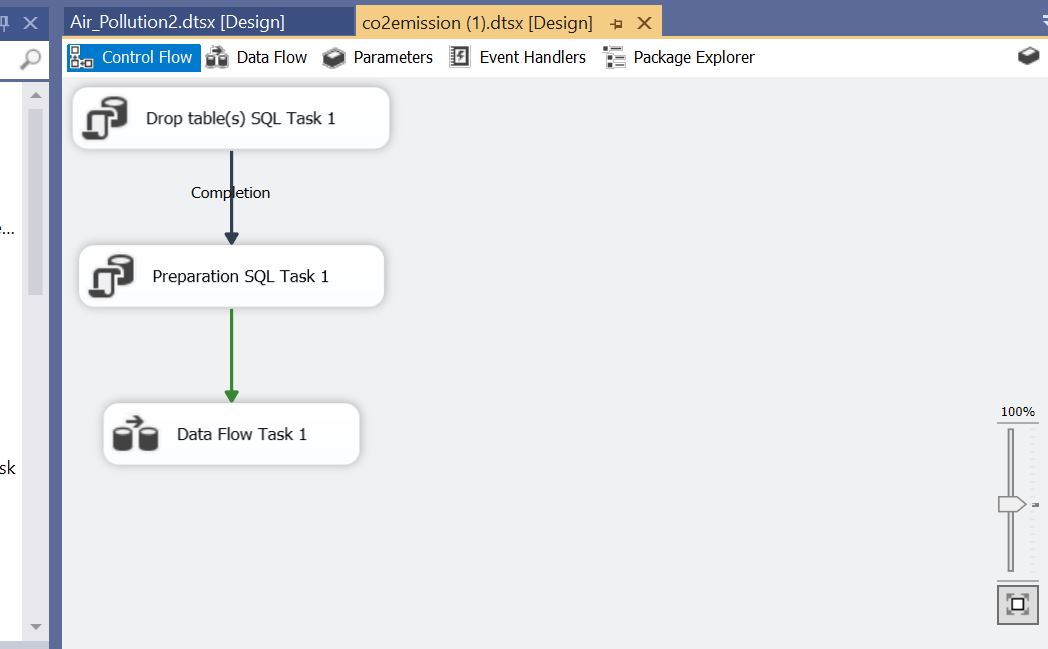 Air_Pollution2.dtsx [Design]
co2emission (1).dtsx [Design]
Control Flow
Data Flow
Parameters
Event Handlers
Package Explorer
Drop table(s) SQL Task 1
Completion
e...
Preparation SQL Task 1
100%
Data Flow Task 1
sk